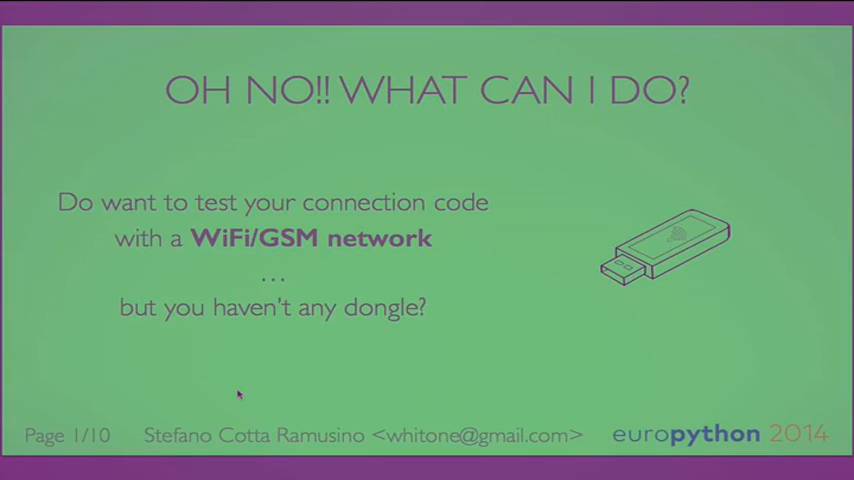 OH NO!! WHAT CAN I DO?
Do want to test your connection code
with a WiFi/GSM network
...
but you haven't any dongle?
Page 1/10 Stefano Cotta Ramusino <whitone@gmail.com> europython 2014